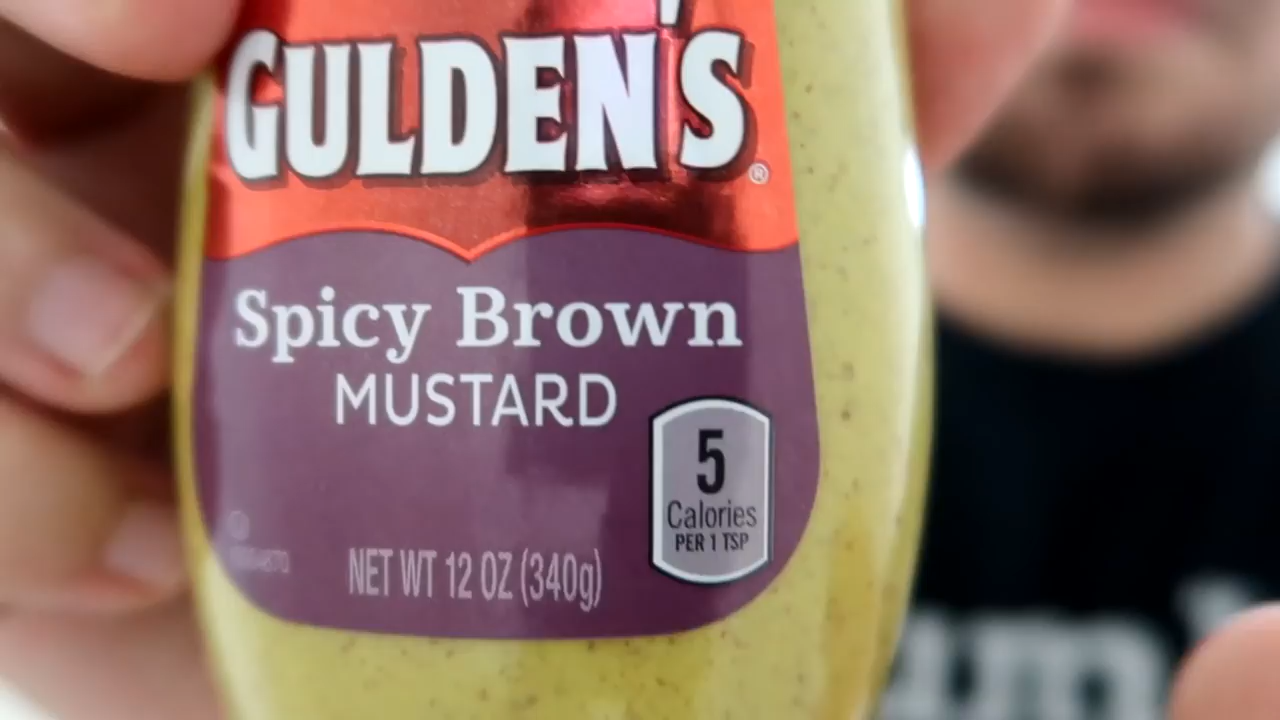 GULDEN'S®
Spicy Brown
MUSTARD
5
Calories
PER 1 TSP
NET WT 12 OZ (340g)